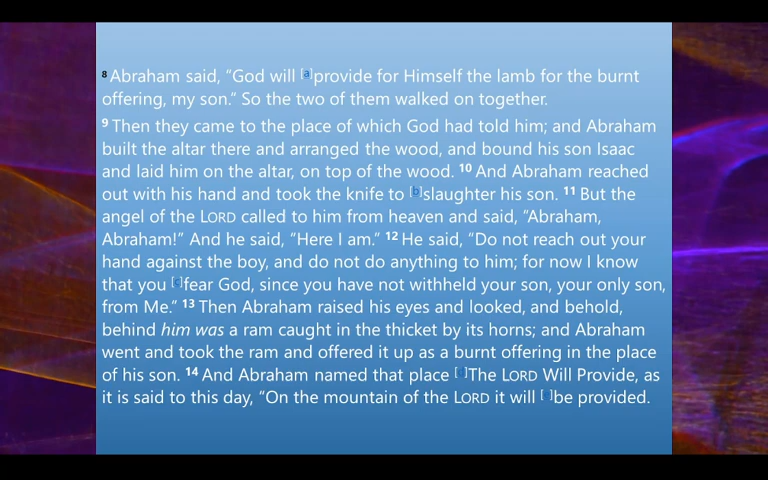 8 Abraham said, “God will [a]provide for Himself the lamb for the burnt
offering, my son.” So the two of them walked on together.
9 Then they came to the place of which God had told him; and Abraham
built the altar there and arranged the wood, and bound his son Isaac
and laid him on the altar, on top of the wood. 10 And Abraham reached
out with his hand and took the knife to [b]slaughter his son. 11 But the
angel of the LORD called to him from heaven and said, “Abraham,
Abraham!” And he said, “Here I am.” 12 He said, “Do not reach out your
hand against the boy, and do not do anything to him; for now I know
that you [c]fear God, since you have not withheld your son, your only son,
from Me.” 13 Then Abraham raised his eyes and looked, and behold,
behind him was a ram caught in the thicket by its horns; and Abraham
went and took the ram and offered it up as a burnt offering in the place
of his son. 14 And Abraham named that place [ ]The LORD Will Provide, as
it is said to this day, “On the mountain of the LORD it will [ ]be provided.